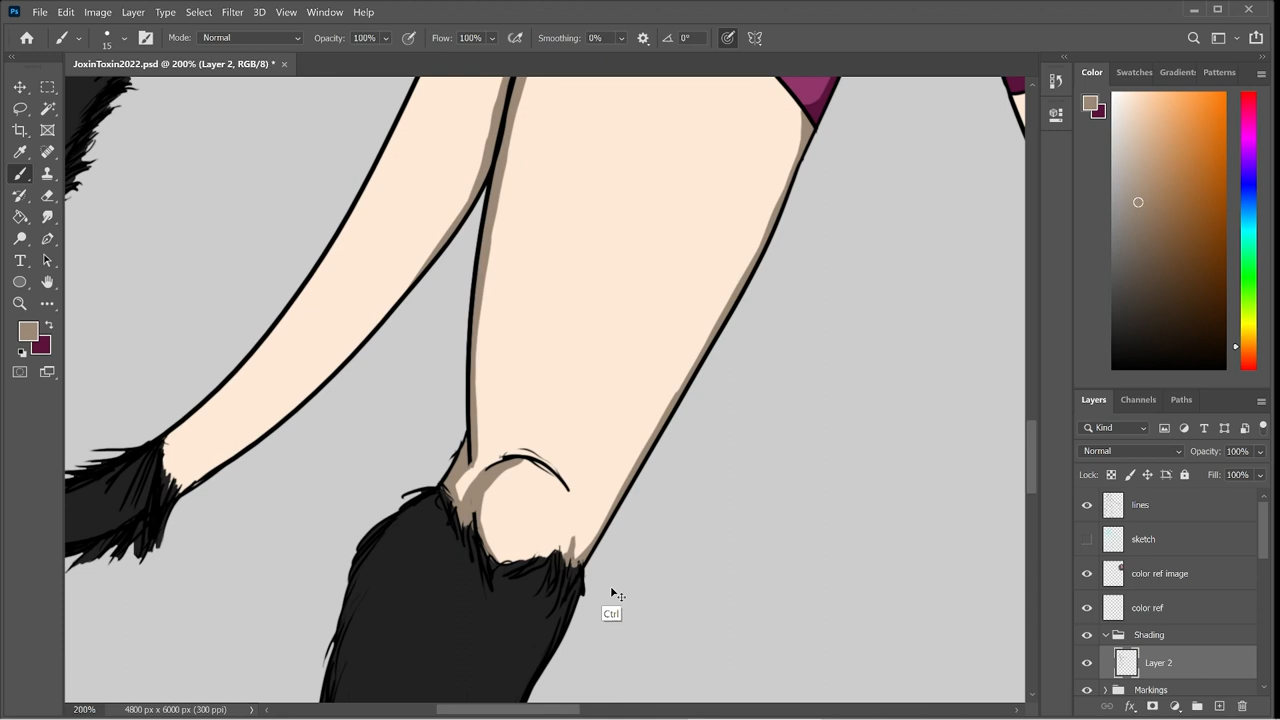 Ps File Edit Image Layer Type Select Filter 3D View Window Help
15 Mode: Normal Opacity: 100% Flow: 100% Smoothing: 0% 0°
JoxinToxin2022.psd @ 200% (Layer 2, RGB/8) * ×
Color Swatches Gradient: Patterns
Layers Channels Paths
Kind
Normal Opacity: 100%
Lock: Fill: 100%
lines
sketch
color ref image
color ref
Shading
Layer 2
Markings
Ctrl
200% 4800 px x 6000 px (300 ppi)